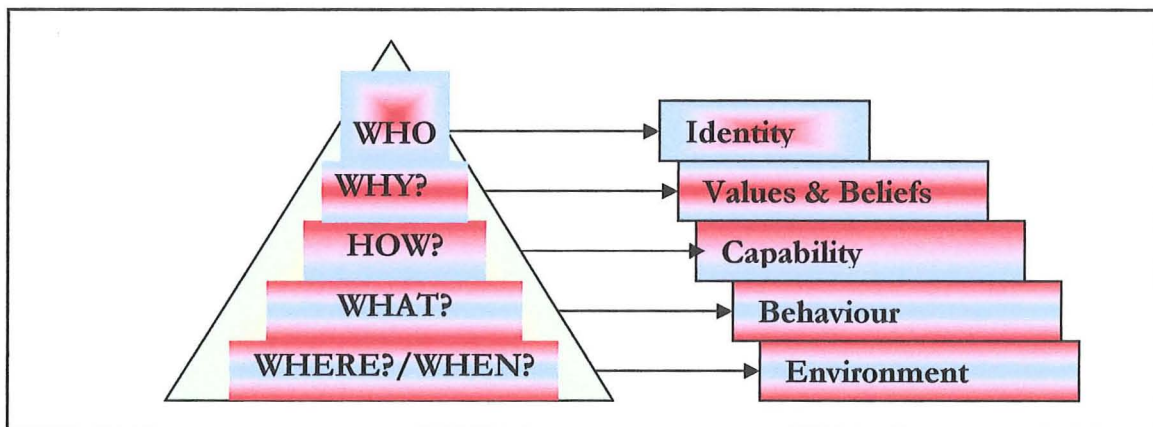 WHO
Identity
WHY?
Values & Beliefs
HOW?
Capability
WHAT?
Behaviour
WHERE?/WHEN?
Environment